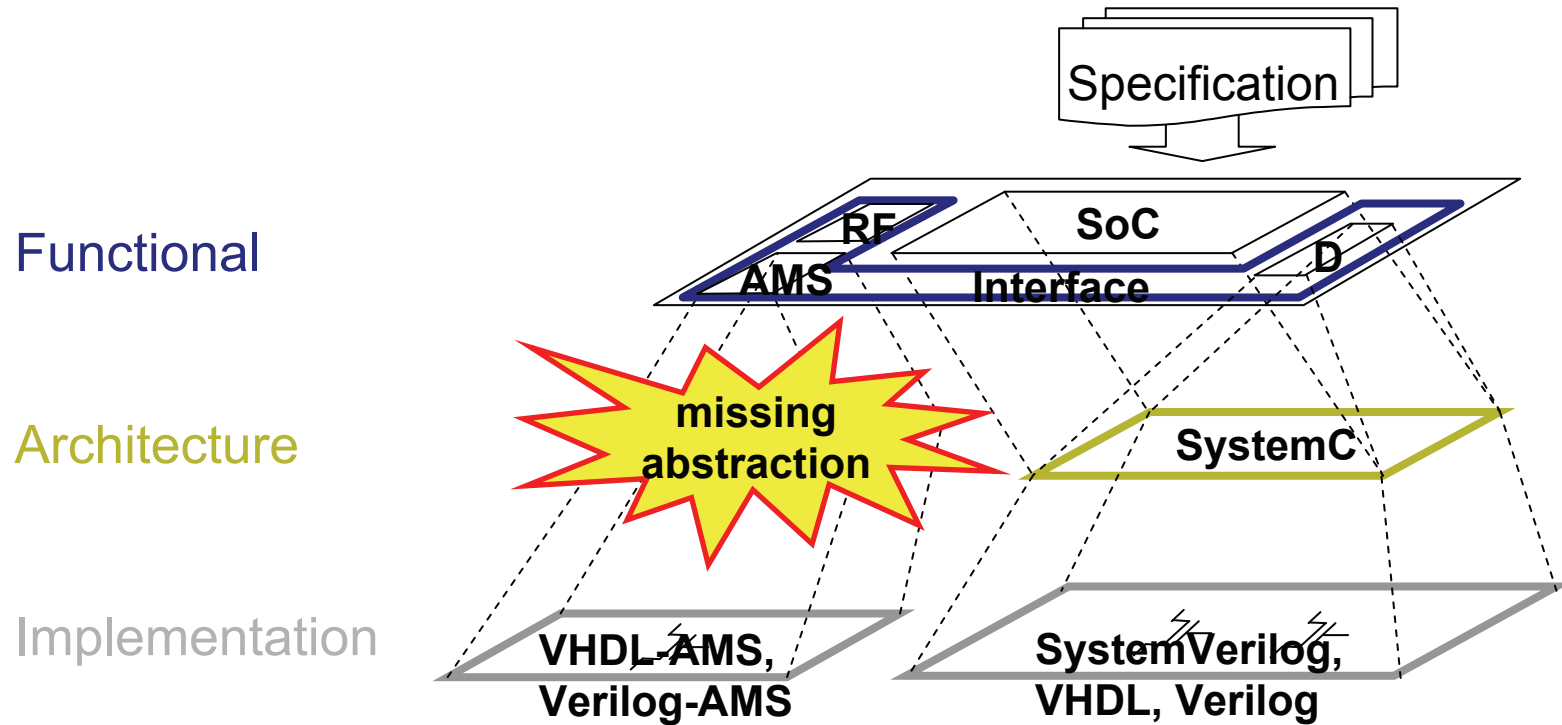 Specification
Functional
RF
SoC
D
AMS
Interface
missing
abstraction
Architecture
SystemC
Implementation
VHDL-AMS,
Verilog-AMS
SystemVerilog,
VHDL, Verilog